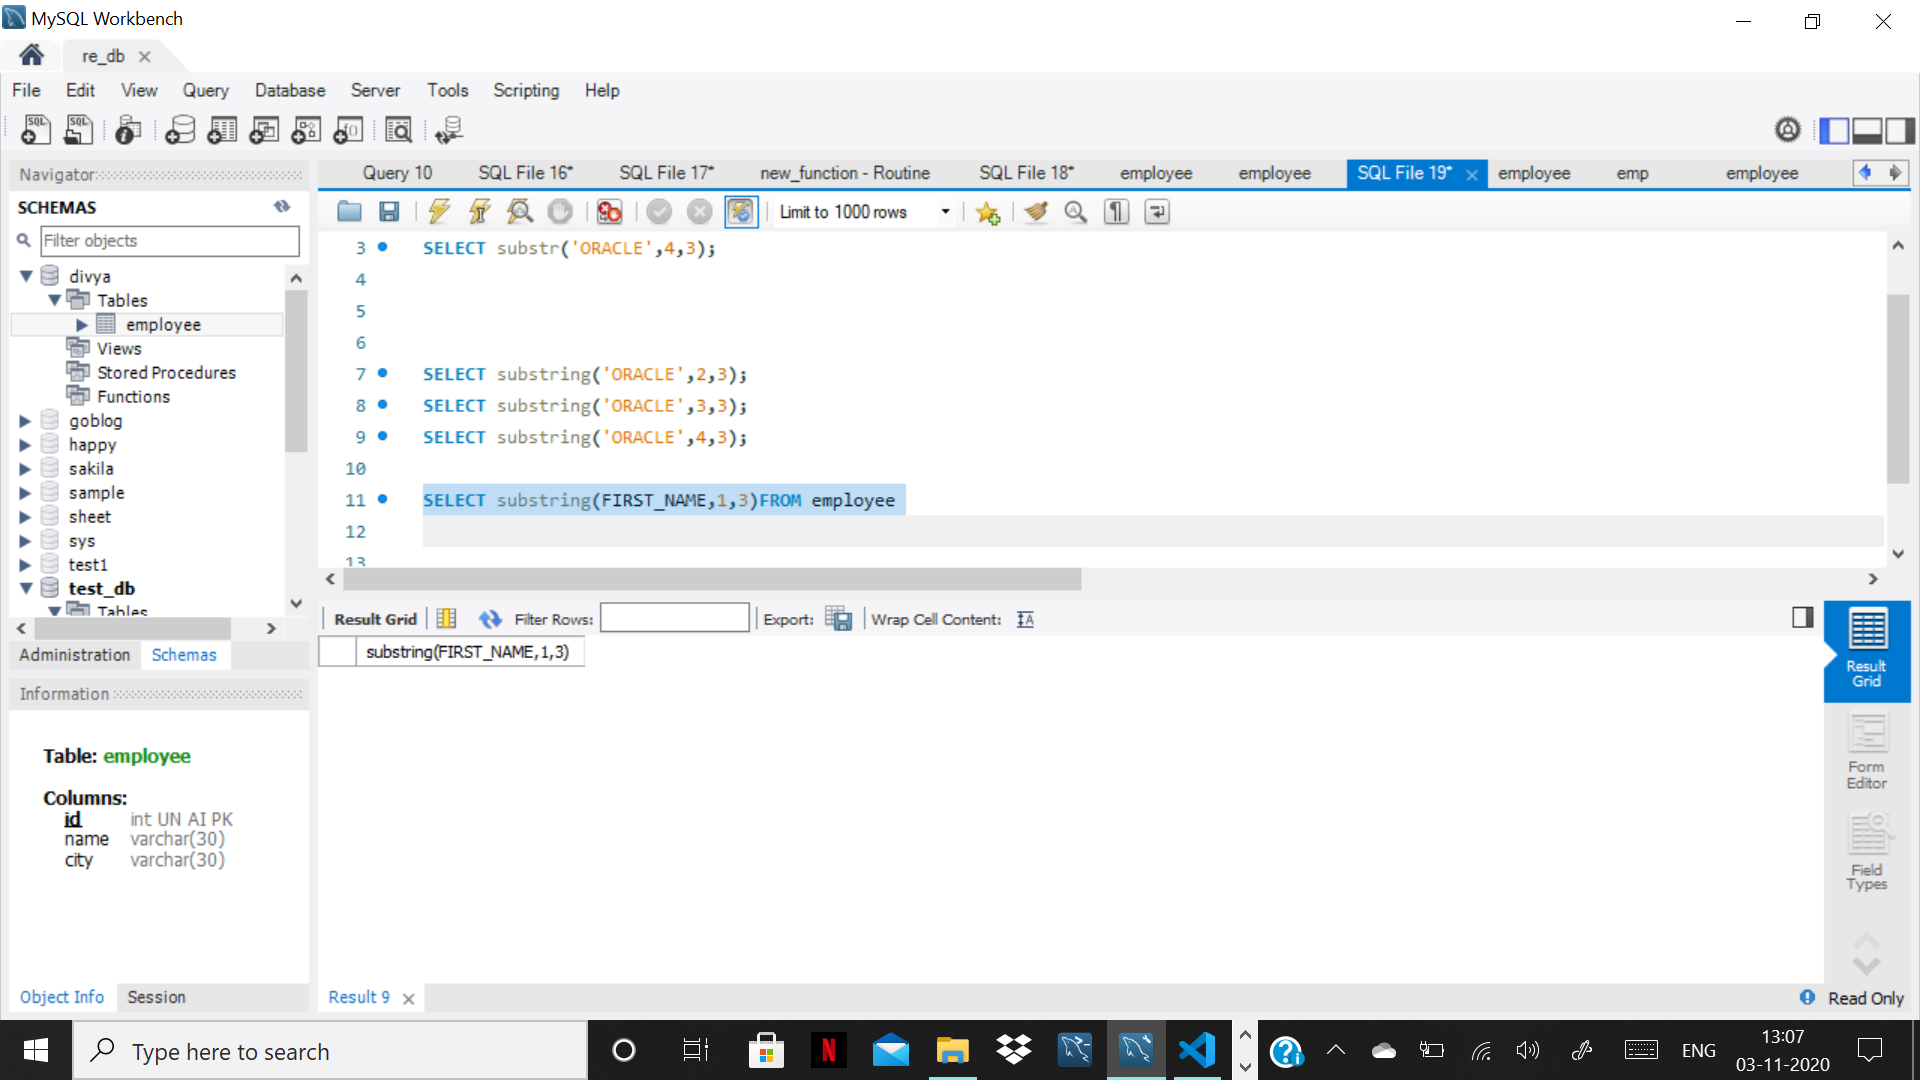 MySQL Workbench
re_db
File Edit View Query Database Server Tools Scripting Help
Navigator
SCHEMAS
Filter objects
divya
Tables
employee
Views
Stored Procedures
Functions
goblog
happy
sakila
sample
sheet
sys
test1
test_db
Tables
Administration Schemas
Information
Table: employee
Columns:
id int UN AI PK
name varchar(30)
city varchar(30)
Object Info Session
Query 10 SQL File 16* SQL File 17* new_function - Routine SQL File 18* employee employee SQL File 19* employee emp employee
Limit to 1000 rows
3 SELECT substr('ORACLE',4,3);
4
5
6
7 SELECT substring('ORACLE',2,3);
8 SELECT substring('ORACLE',3,3);
9 SELECT substring('ORACLE',4,3);
10
11 SELECT substring(FIRST_NAME,1,3)FROM employee
12
13
Result Grid Filter Rows: Export: Wrap Cell Content:
substring(FIRST_NAME,1,3)
Result
Grid
Form
Editor
Field
Types
Result 9
Read Only
Type here to search
ENG
13:07
03-11-2020